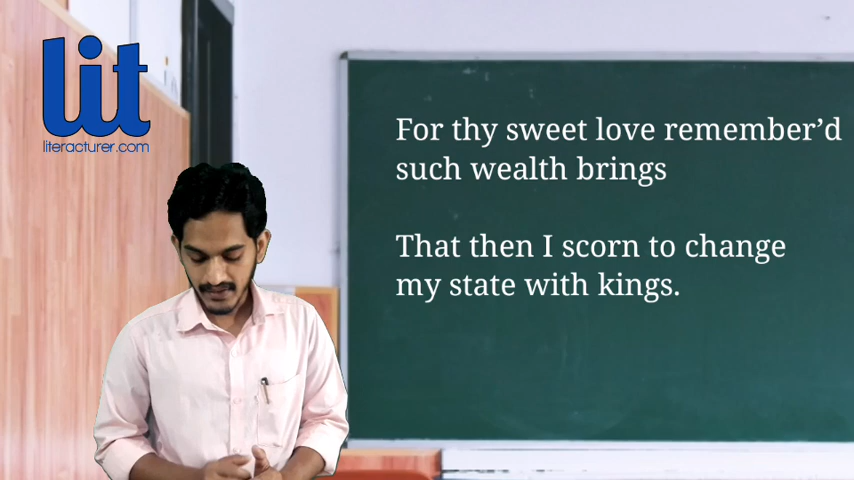 lit
literacturer.com
For thy sweet love remember’d
such wealth brings
That then I scorn to change
my state with kings.